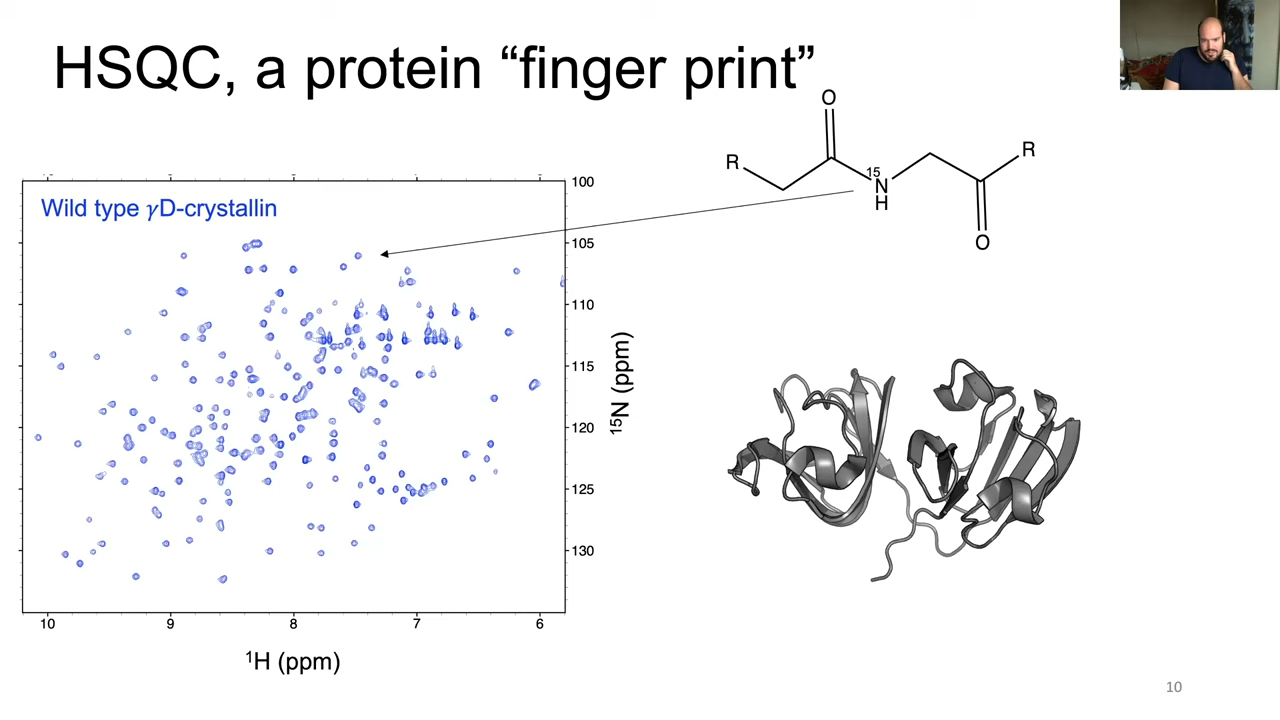 HSQC, a protein “finger print”
O
R
15
N
H
R
O
Wild type γD-crystallin
100
105
110
115
120
125
130
15N (ppm)
10 9 8 7 6
1H (ppm)
10